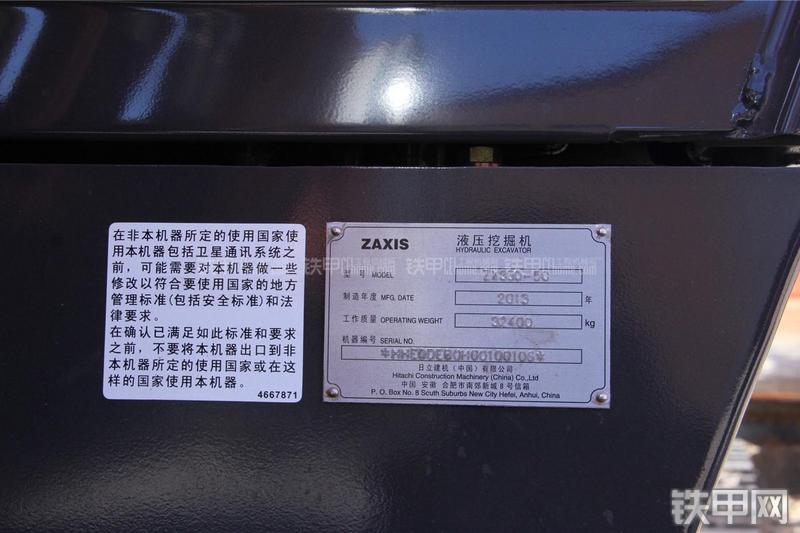 在非本机器所定的使用国家使
用本机器包括卫星通讯系统之
前，可能需要对本机器做一些
修改以符合要使用国家的地方
管理标准(包括安全标准)和法
律要求。
在确认已满足如此标准和要求
之前，不要将本机器出口到非
本机器所定的使用国家或在这
样的国家使用本机器。
4667871
ZAXIS 液压挖掘机
HYDRAULIC EXCAVATOR
型 号 MODEL
制造年度 MFG. DATE 2013 年
工作质量 OPERATING WEIGHT 32400 kg
机器编号 SERIAL NO.
日立建机（中国）有限公司
Hitachi Construction Machinery (China) Co.,Ltd
中国 安徽 合肥市南郊新城8号信箱
P. O. Box No. 8 South Suburbs New City Hefei, Anhui, China
铁甲网